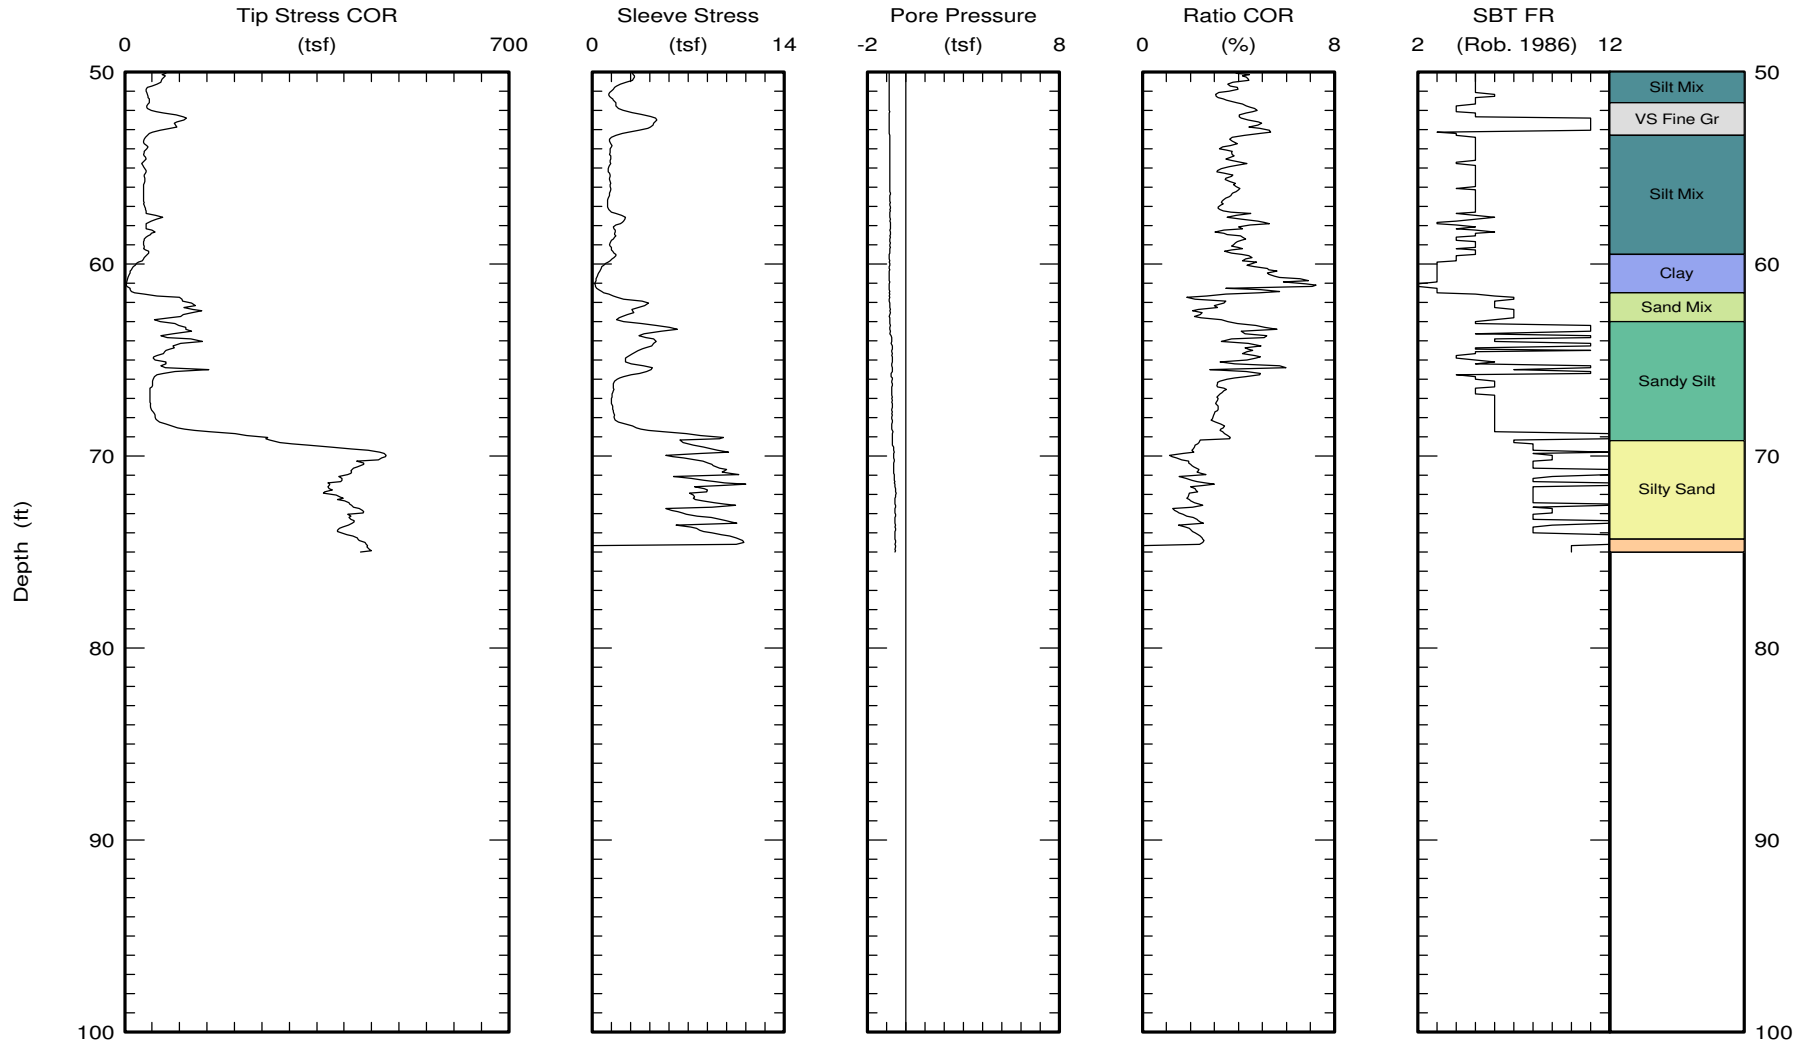 Tip Stress COR Sleeve Stress Pore Pressure Ratio COR SBT FR
0 (tsf) 700 0 (tsf) 14 -2 (tsf) 8 0 (%) 8 2 (Rob. 1986) 12
50 50
Silt Mix
VS Fine Gr
Silt Mix
60 60
Clay
Sand Mix
Sandy Silt
70 70
Silty Sand
Depth (ft)
80 80
90 90
100 100